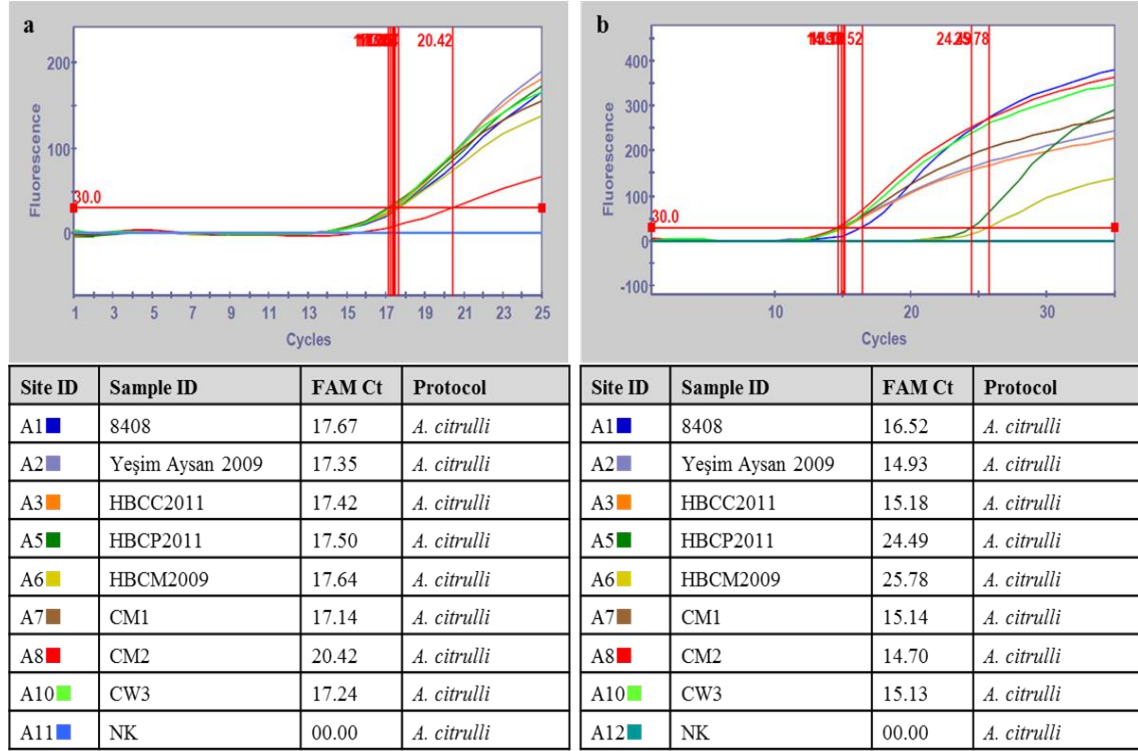 a
20.42
200
100
0
Fluorescence
30.0
1 3 5 7 9 11 13 15 17 19 21 23 25
Cycles
b
52
78
400
300
200
100
0
-100
Fluorescence
30.0
10 20 30
Cycles
Site ID Sample ID FAM Ct Protocol
A1 8408 17.67 A. citrulli
A2 Yeşim Aysan 2009 17.35 A. citrulli
A3 HBCC2011 17.42 A. citrulli
A5 HBCP2011 17.50 A. citrulli
A6 HBCM2009 17.64 A. citrulli
A7 CM1 17.14 A. citrulli
A8 CM2 20.42 A. citrulli
A10 CW3 17.24 A. citrulli
A11 NK 00.00 A. citrulli
Site ID Sample ID FAM Ct Protocol
A1 8408 16.52 A. citrulli
A2 Yeşim Aysan 2009 14.93 A. citrulli
A3 HBCC2011 15.18 A. citrulli
A5 HBCP2011 24.49 A. citrulli
A6 HBCM2009 25.78 A. citrulli
A7 CM1 15.14 A. citrulli
A8 CM2 14.70 A. citrulli
A10 CW3 15.13 A. citrulli
A12 NK 00.00 A. citrulli